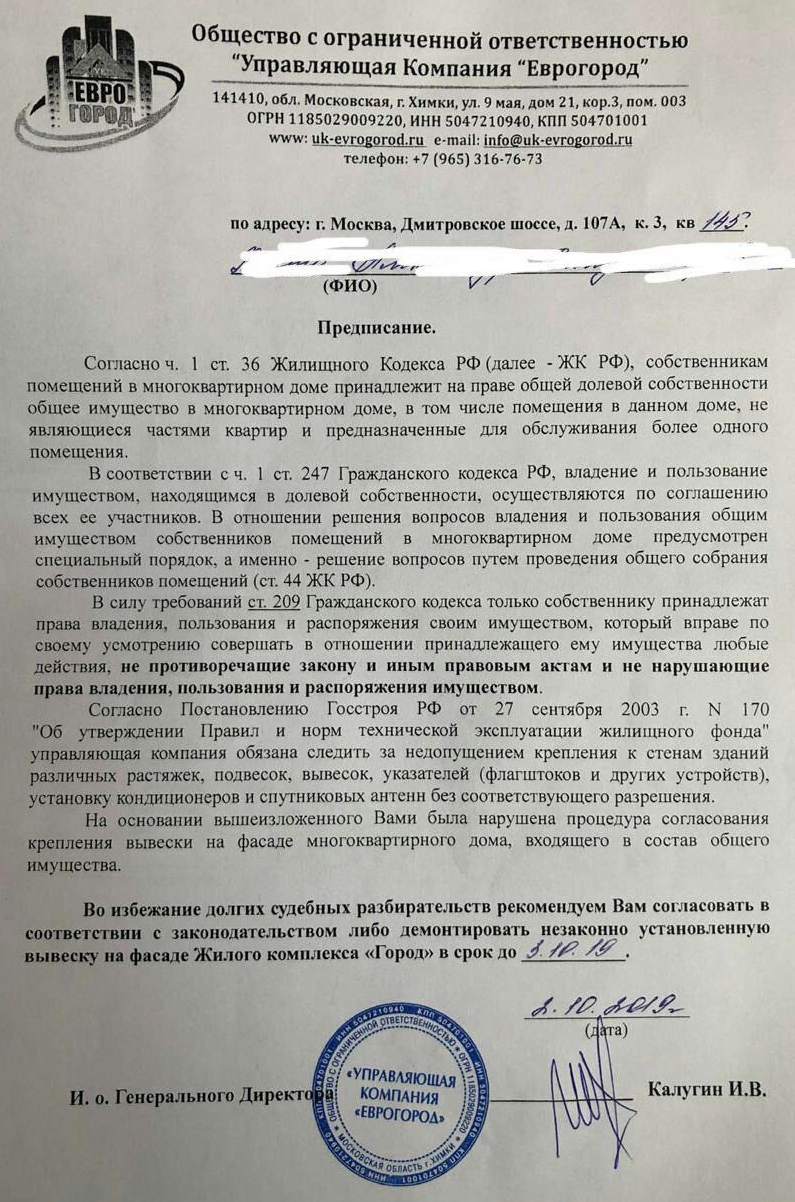 ЕВРО
ГОРОД
Общество с ограниченной ответственностью
“Управляющая Компания “Еврогород”
141410, обл. Московская, г. Химки, ул. 9 мая, дом 21, кор.3, пом. 003
ОГРН 1185029009220, ИНН 5047210940, КПП 504701001
www: uk-evrogorod.ru e-mail: info@uk-evrogorod.ru
телефон: +7 (965) 316-76-73
по адресу: г. Москва, Дмитровское шоссе, д. 107А, к. 3, кв 145.
(ФИО)
Предписание.
Согласно ч. 1 ст. 36 Жилищного Кодекса РФ (далее - ЖК РФ), собственникам
помещений в многоквартирном доме принадлежит на праве общей долевой собственности
общее имущество в многоквартирном доме, в том числе помещения в данном доме, не
являющиеся частями квартир и предназначенные для обслуживания более одного
помещения.
В соответствии с ч. 1 ст. 247 Гражданского кодекса РФ, владение и пользование
имуществом, находящимся в долевой собственности, осуществляются по соглашению
всех ее участников. В отношении решения вопросов владения и пользования общим
имуществом собственников помещений в многоквартирном доме предусмотрен
специальный порядок, а именно - решение вопросов путем проведения общего собрания
собственников помещений (ст. 44 ЖК РФ).
В силу требований ст. 209 Гражданского кодекса только собственнику принадлежат
права владения, пользования и распоряжения своим имуществом, который вправе по
своему усмотрению совершать в отношении принадлежащего ему имущества любые
действия, не противоречащие закону и иным правовым актам и не нарушающие
права владения, пользования и распоряжения имуществом.
Согласно Постановлению Госстроя РФ от 27 сентября 2003 г. N 170
"Об утверждении Правил и норм технической эксплуатации жилищного фонда"
управляющая компания обязана следить за недопущением крепления к стенам зданий
различных растяжек, подвесок, вывесок, указателей (флагштоков и других устройств),
установку кондиционеров и спутниковых антенн без соответствующего разрешения.
На основании вышеизложенного Вами была нарушена процедура согласования
крепления вывески на фасаде многоквартирного дома, входящего в состав общего
имущества.
Во избежание долгих судебных разбирательств рекомендуем Вам согласовать в
соответствии с законодательством либо демонтировать незаконно установленную
вывеску на фасаде Жилого комплекса «Город» в срок до 3.10.19.
2.10.2019
(дата)
И. о. Генерального Директора
Калугин И.В.
«УПРАВЛЯЮЩАЯ
КОМПАНИЯ
«ЕВРОГОРОД»
ОБЩЕСТВО С ОГРАНИЧЕННОЙ ОТВЕТСТВЕННОСТЬЮ * ОГРН 1185029009220
* МОСКОВСКАЯ ОБЛАСТЬ г.ХИМКИ *
ИНН 5047210940 КПП 504701001